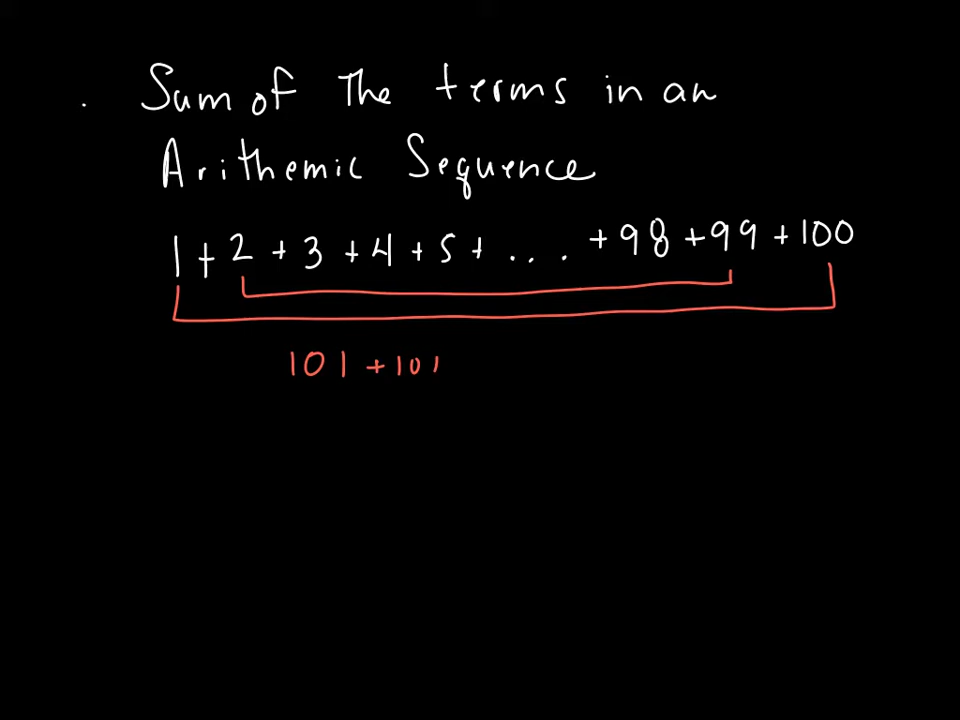 Sum of The terms in an
Arithemic Sequence
1 + 2 + 3 + 4 + 5 + .... + 98 + 99 + 100
101 + 101